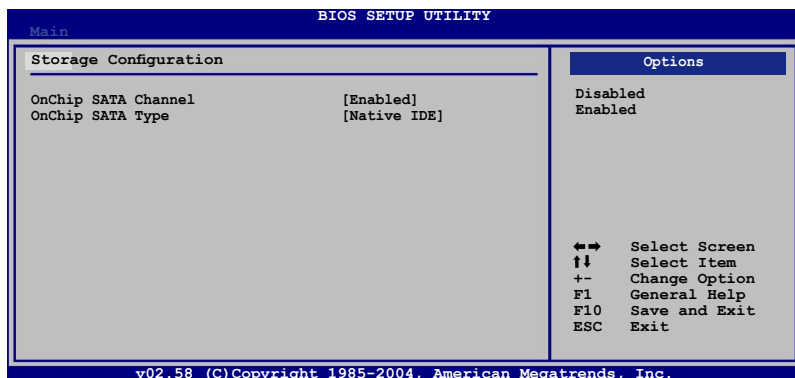 BIOS SETUP UTILITY
Main
Storage Configuration
OnChip SATA Channel [Enabled]
OnChip SATA Type [Native IDE]
Options
Disabled
Enabled
←→ Select Screen
↑↓ Select Item
+- Change Option
F1 General Help
F10 Save and Exit
ESC Exit
v02.58 (C)Copyright 1985-2004, American Megatrends, Inc.